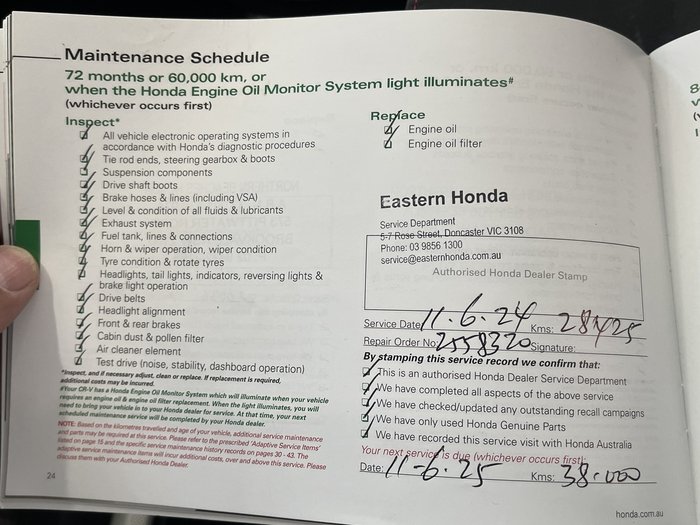 Maintenance Schedule
72 months or 60,000 km, or
when the Honda Engine Oil Monitor System light illuminates#
(whichever occurs first)
Inspect*
All vehicle electronic operating systems in
accordance with Honda's diagnostic procedures
Tie rod ends, steering gearbox & boots
Suspension components
Drive shaft boots
Brake hoses & lines (including VSA)
Level & condition of all fluids & lubricants
Exhaust system
Fuel tank, lines & connections
Horn & wiper operation, wiper condition
Tyre condition & rotate tyres
Headlights, tail lights, indicators, reversing lights &
brake light operation
Drive belts
Headlight alignment
Front & rear brakes
Cabin dust & pollen filter
Air cleaner element
Test drive (noise, stability, dashboard operation)
*Inspect, and if necessary adjust, clean or replace. If replacement is required,
additional costs may be incurred.
#Your CR-V has a Honda Engine Oil Monitor System which will illuminate when your vehicle
requires an engine oil & engine oil filter replacement. When the light illuminates, you will
need to bring your vehicle in to your Honda dealer for service. At that time, your next
scheduled maintenance service will be completed by your Honda dealer.
NOTE: Based on the kilometres travelled and age of your vehicle, additional service maintenance
and parts may be required at this service. Please refer to the prescribed 'Adaptive Service Items'
listed on page 15 and the specific service maintenance history records on pages 30 - 43. The
adaptive service maintenance items will incur additional costs, over and above this service. Please
discuss them with your Authorised Honda Dealer.
24
Replace
Engine oil
Engine oil filter
Eastern Honda
Service Department
5-7 Rose Street, Doncaster VIC 3108
Phone: 03 9856 1300
service@easternhonda.com.au
Authorised Honda Dealer Stamp
Service Date 11.6.24 Kms: 28425
Repair Order No 2558320 Signature:
By stamping this service record we confirm that:
This is an authorised Honda Dealer Service Department
We have completed all aspects of the above service
We have checked/updated any outstanding recall campaigns
We have only used Honda Genuine Parts
We have recorded this service visit with Honda Australia
Your next service is due (whichever occurs first):
Date: 11-6.25 Kms: 38.000
honda.com.au